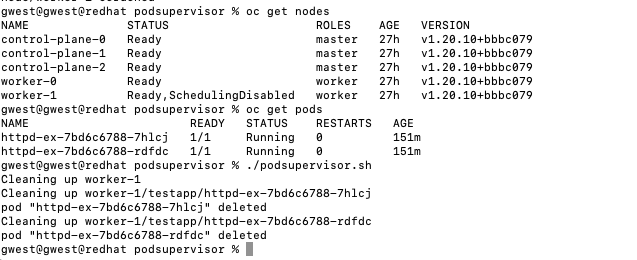 gwest@gwest@redhat podsupervisor % oc get nodes
NAME STATUS ROLES AGE VERSION
control-plane-0 Ready master 27h v1.20.10+bbbc079
control-plane-1 Ready master 27h v1.20.10+bbbc079
control-plane-2 Ready master 27h v1.20.10+bbbc079
worker-0 Ready worker 27h v1.20.10+bbbc079
worker-1 Ready,SchedulingDisabled worker 27h v1.20.10+bbbc079
gwest@gwest@redhat podsupervisor % oc get pods
NAME READY STATUS RESTARTS AGE
httpd-ex-7bd6c6788-7hlcj 1/1 Running 0 151m
httpd-ex-7bd6c6788-rdfdc 1/1 Running 0 151m
gwest@gwest@redhat podsupervisor % ./podsupervisor.sh
Cleaning up worker-1
Cleaning up worker-1/testapp/httpd-ex-7bd6c6788-7hlcj
pod "httpd-ex-7bd6c6788-7hlcj" deleted
Cleaning up worker-1/testapp/httpd-ex-7bd6c6788-rdfdc
pod "httpd-ex-7bd6c6788-rdfdc" deleted
gwest@gwest@redhat podsupervisor %